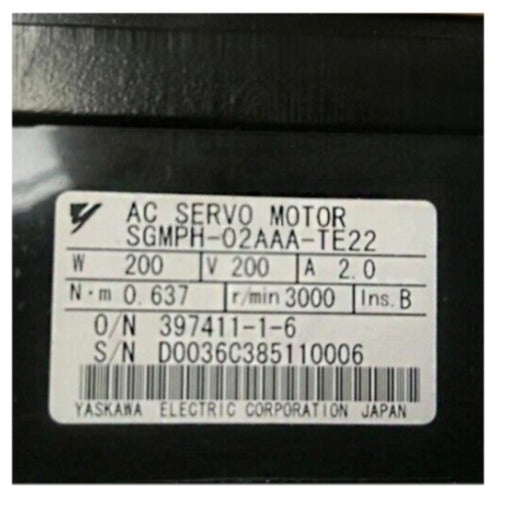 AC SERVO MOTOR
SGMPH-02AAA-TE22
W 200 V 200 A 2.0
N·m 0.637 r/min 3000 Ins. B
O/N 397411-1-6
S/N D0036C385110006
YASKAWA ELECTRIC CORPORATION JAPAN